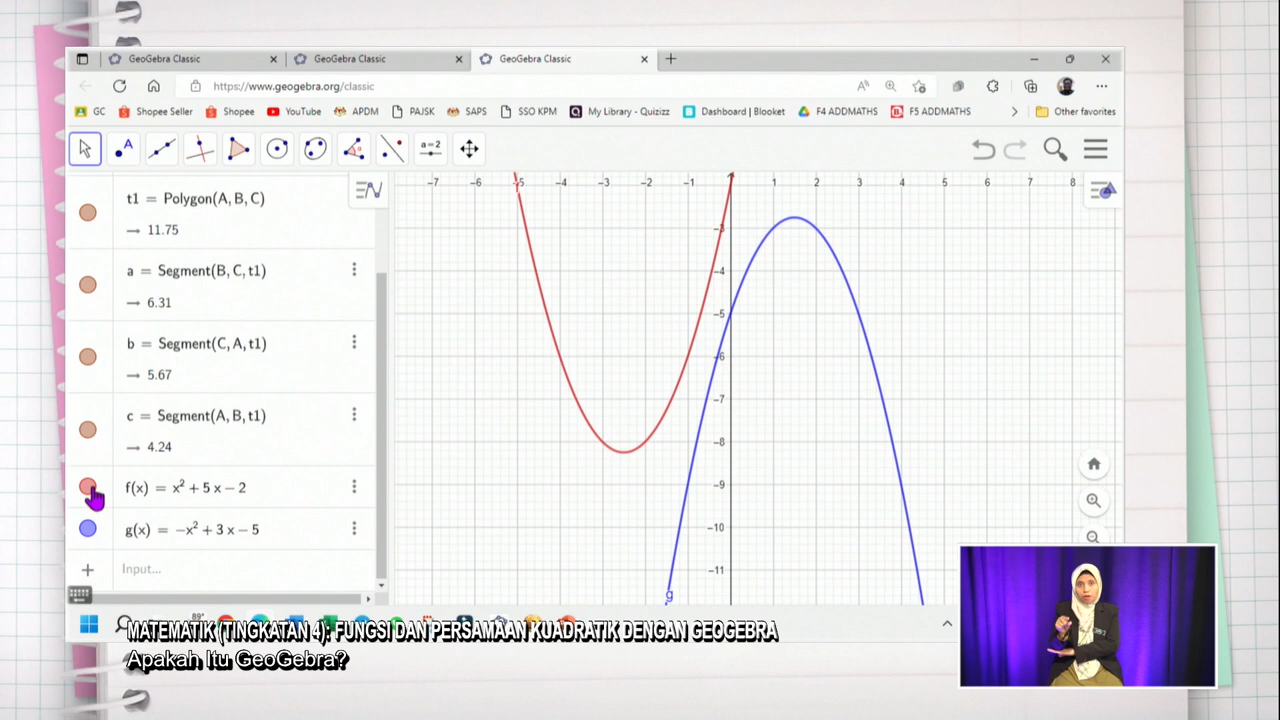 GeoGebra Classic
GeoGebra Classic
GeoGebra Classic
https://www.geogebra.org/classic
GC Shopee Seller Shopee YouTube APDM PAJSK SAPS SSO KPM My Library - Quizizz Dashboard | Blooket F4 ADDMATHS F5 ADDMATHS Other favorites
A a=2
t1 = Polygon(A, B, C)
→ 11.75
a = Segment(B, C, t1)
→ 6.31
b = Segment(C, A, t1)
→ 5.67
c = Segment(A, B, t1)
→ 4.24
f(x) = x² + 5 x − 2
g(x) = −x² + 3 x − 5
Input...
−7 −6 −5 −4 −3 −2 −1 1 2 3 4 5 6 7 8
−3
−4
−5
−6
−7
−8
−9
−10
−11
g
89°
MATEMATIK (TINGKATAN 4): FUNGSI DAN PERSAMAAN KUADRATIK DENGAN GEOGEBRA
Apakah Itu GeoGebra?